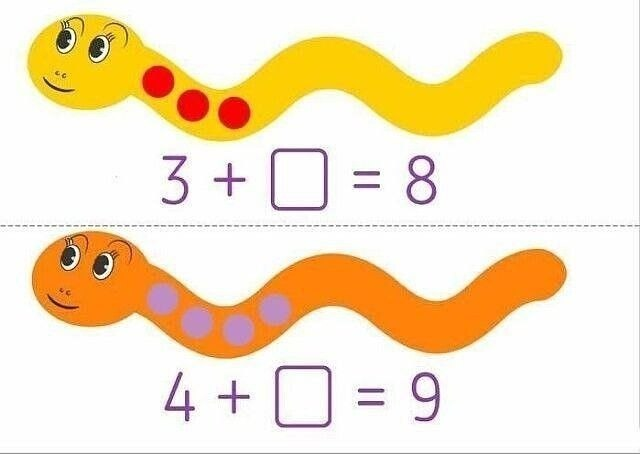 3 + □ = 8
4 + □ = 9